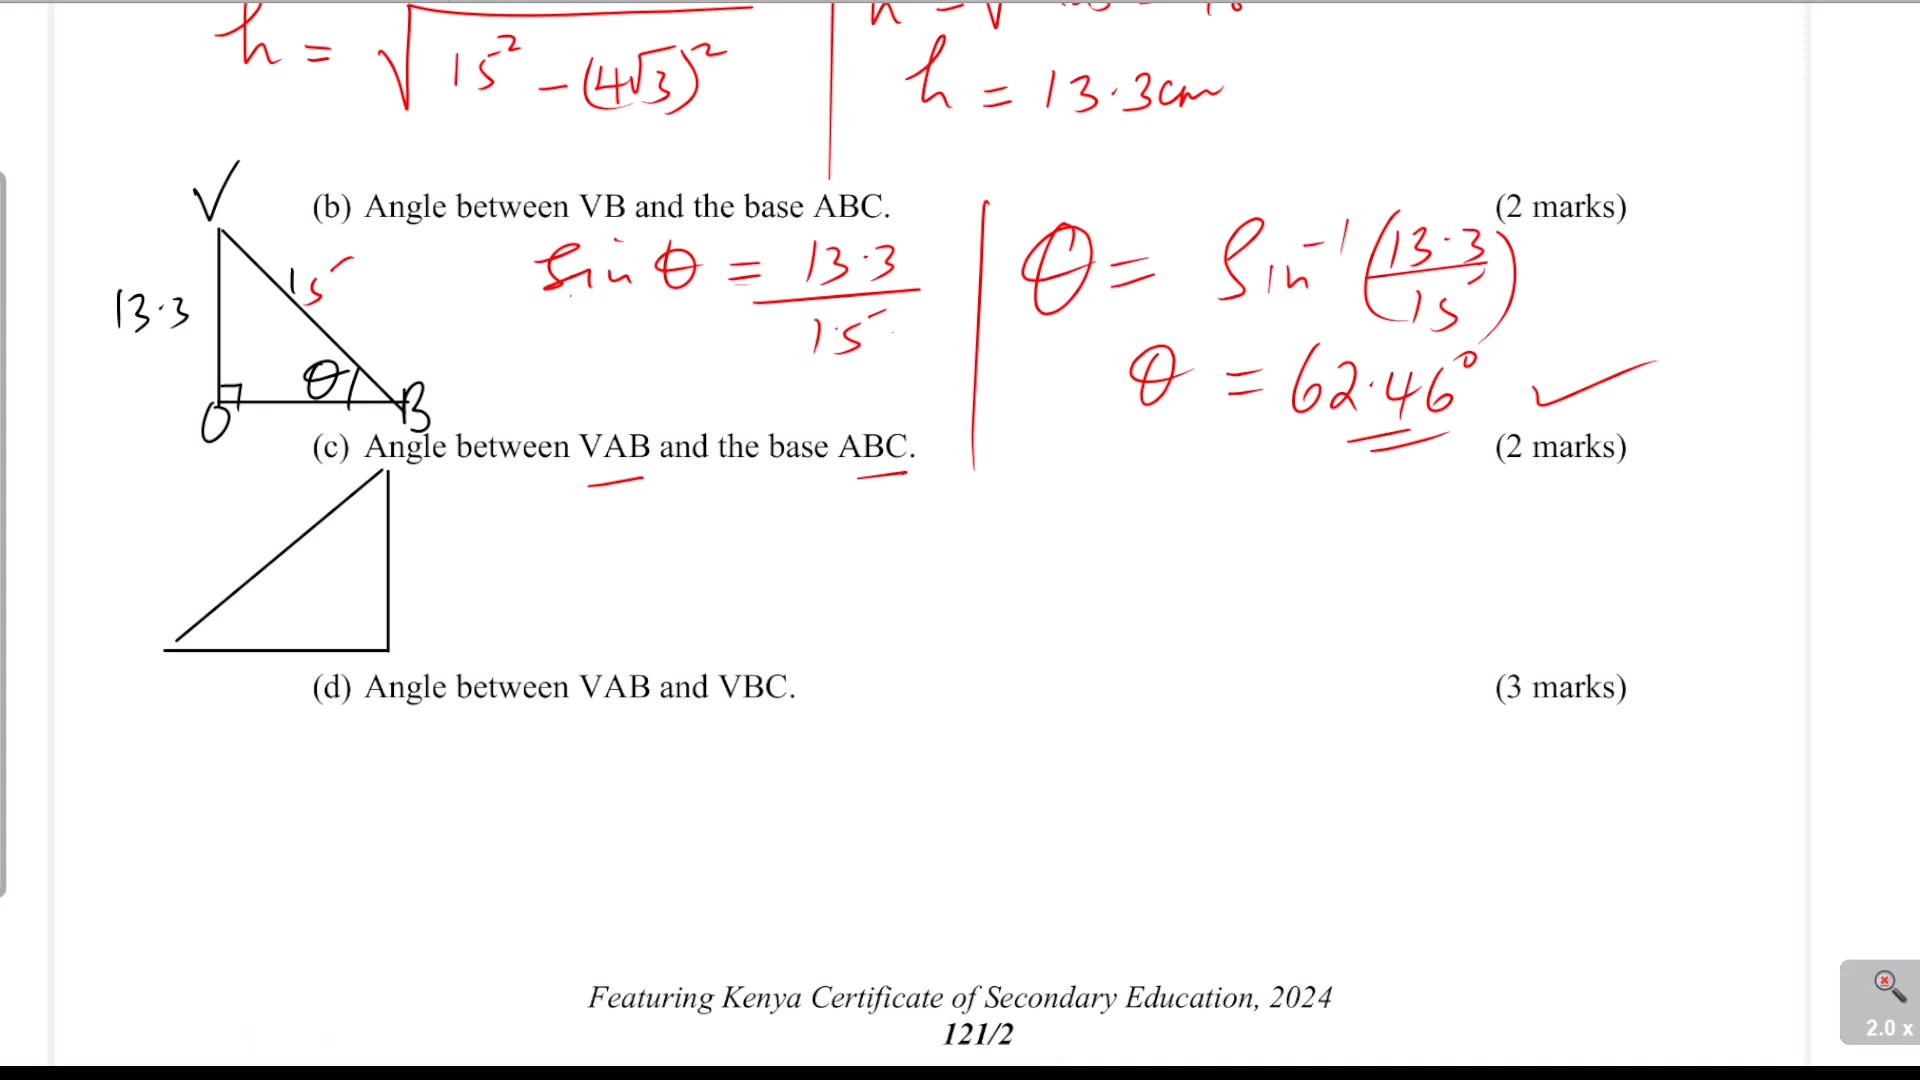 h = √15² - (4√3)²
h = 13.3cm
V
(b) Angle between VB and the base ABC. (2 marks)
13.3
15
θ
O
B
sin θ = 13.3/15
θ = Sin⁻¹(13.3/15)
θ = 62.46°
(c) Angle between VAB and the base ABC. (2 marks)
(d) Angle between VAB and VBC. (3 marks)
Featuring Kenya Certificate of Secondary Education, 2024
121/2
2.0 x